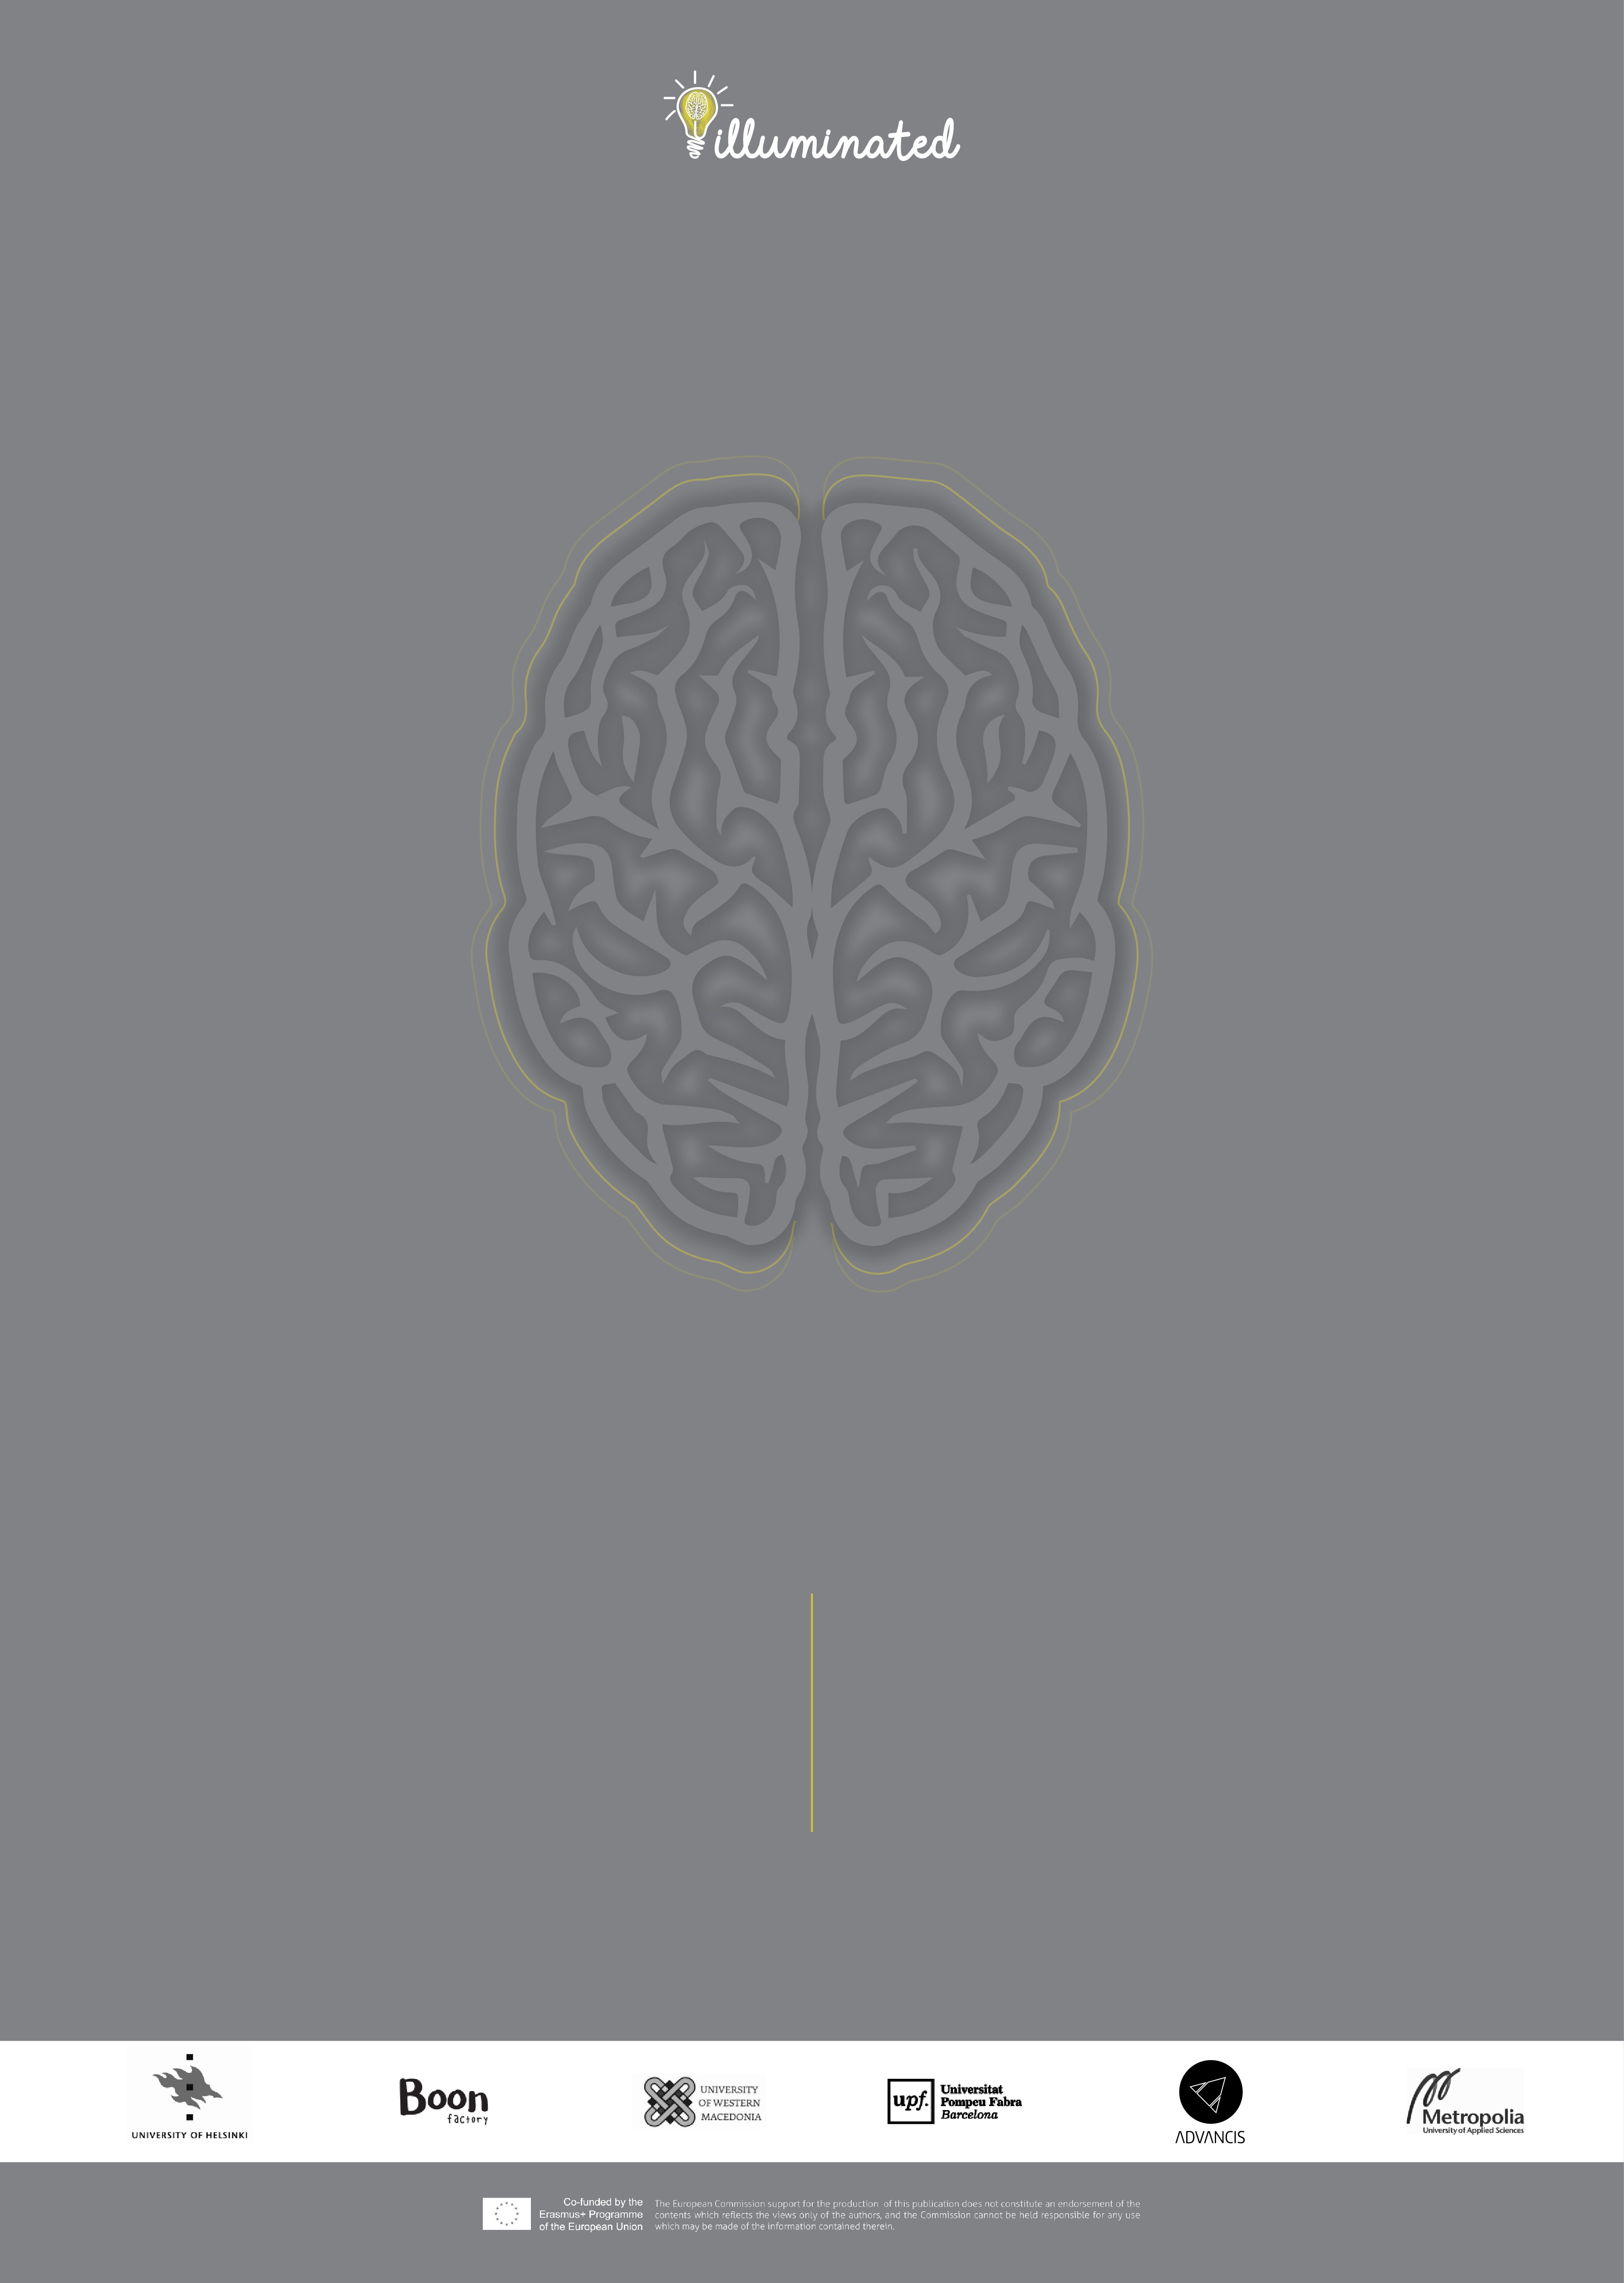 illuminated
UNIVERSITY OF HELSINKI
Boon
factory
UNIVERSITY
OF WESTERN
MACEDONIA
upf.
Universitat
Pompeu Fabra
Barcelona
ADVANCIS
Metropolia
University of Applied Sciences
Co-funded by the
Erasmus+ Programme
of the European Union
The European Commission support for the production of this publication does not constitute an endorsement of the
contents which reflects the views only of the authors, and the Commission cannot be held responsible for any use
which may be made of the information contained therein.